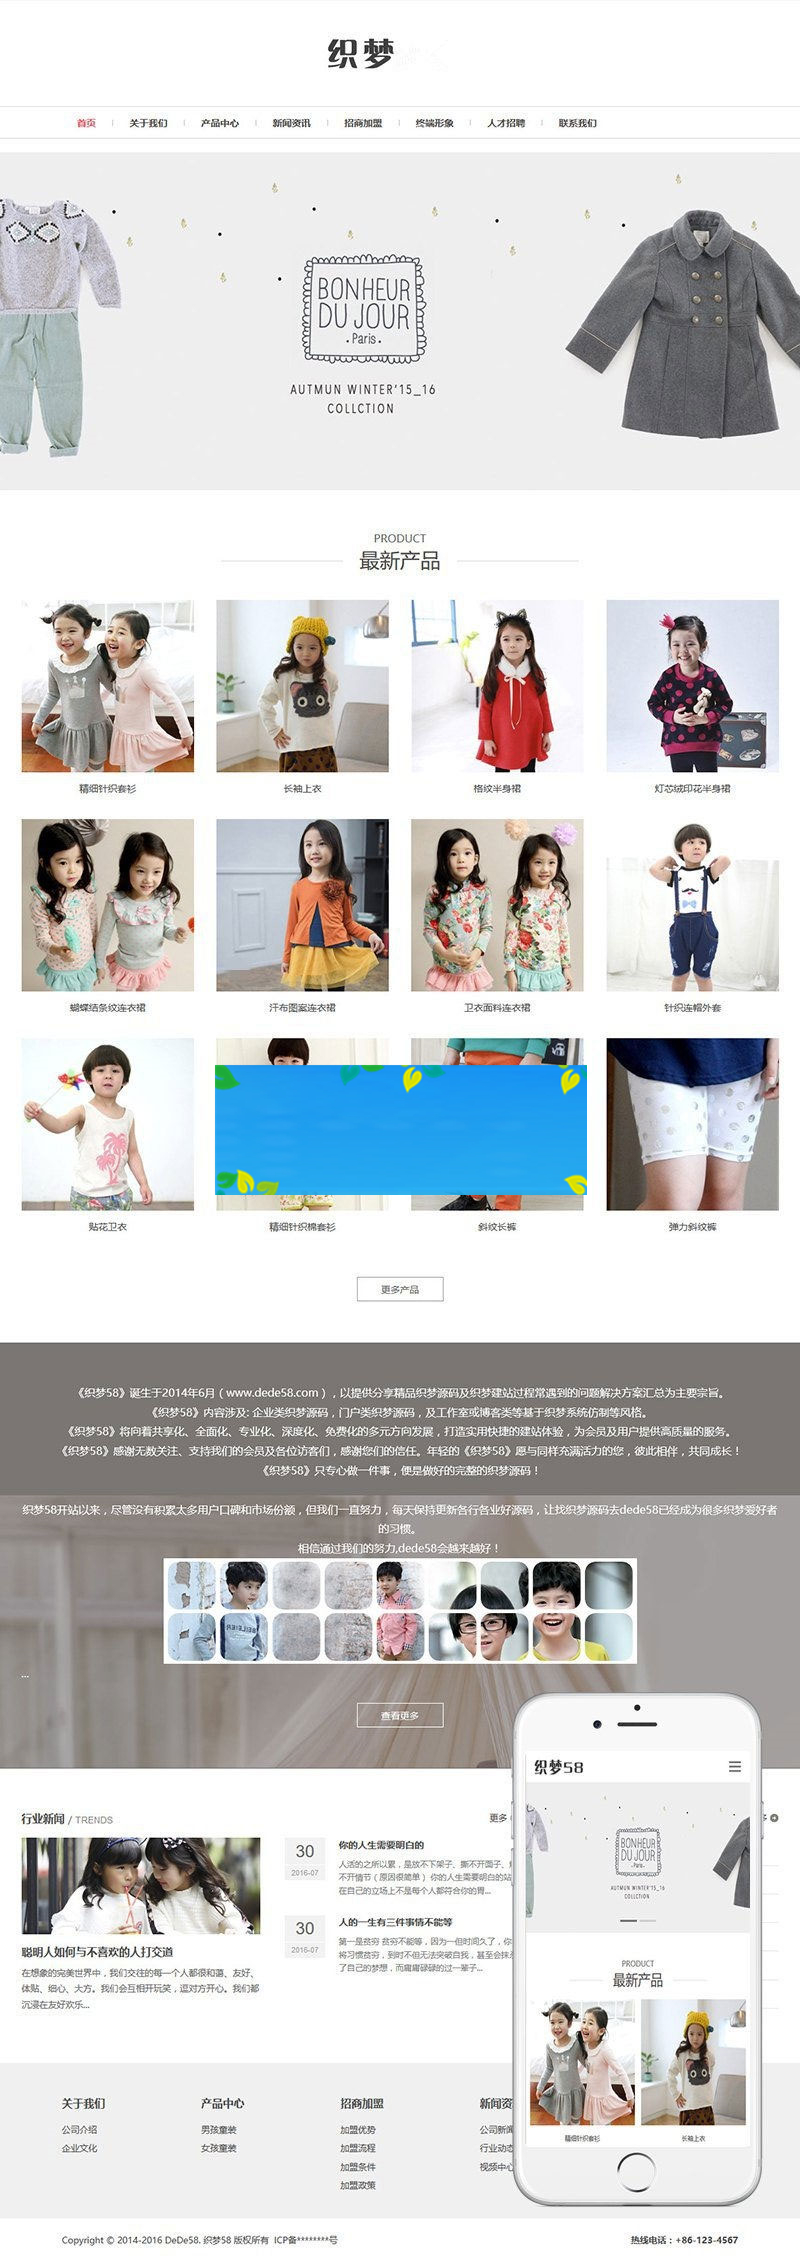 织梦
首页
关于我们
产品中心
新闻资讯
招商加盟
终端形象
人才招聘
联系我们
BONHEUR
DU JOUR
Paris
AUTMUN WINTER'15_16
COLLCTION
PRODUCT
最新产品
精细针织套衫
长袖上衣
格纹半身裙
灯芯绒印花半身裙
蝴蝶结条纹连衣裙
汗布图案连衣裙
卫衣面料连衣裙
针织连帽外套
贴花卫衣
精细针织棉套衫
斜纹长裤
弹力斜纹裤
更多产品
《织梦58》诞生于2014年6月（www.dede58.com），以提供分享精品织梦源码及织梦建站过程常遇到的问题解决方案汇总为主要宗旨。
《织梦58》内容涉及: 企业类织梦源码，门户类织梦源码，及工作室或博客类等基于织梦系统仿制等风格。
《织梦58》将向着共享化、全面化、专业化、深度化、免费化的多元方向发展，打造实用快捷的建站体验，为会员及用户提供高质量的服务。
《织梦58》感谢无数关注、支持我们的会员及各位访客们，感谢您们的信任。年轻的《织梦58》愿与同样充满活力的您，彼此相伴，共同成长！
《织梦58》只专心做一件事，便是做好的完整的织梦源码！
织梦58开站以来，尽管没有积累太多用户口碑和市场份额，但我们一直努力，每天保持更新各行各业好源码，让找织梦源码去dede58已经成为很多织梦爱好者
的习惯。
相信通过我们的努力,dede58会越来越好！
...
查看更多
行业新闻 / TRENDS
更多
聪明人如何与不喜欢的人打交道
在想象的完美世界中，我们交往的每一个人都很和蔼、友好、
体贴、细心、大方。我们会互相开玩笑，逗对方开心。我们都
沉浸在友好欢乐...
30
2016-07
你的人生需要明白的
人活的之所以累，是放不下架子、撕不开面子、
不开情节（原因很简单） 你的人生需要明白的站
在自己的立场上不是每个人都符合你的胃...
30
2016-07
人的一生有三件事情不能等
第一是贫穷 贫穷不能等，因为一但时间久了，你
将习惯贫穷，到时不但无法突破自我，甚至会抹
了自己的梦想，而庸庸碌碌的过一辈子...
织梦58
BONHEUR
DU JOUR
Paris
AUTMUN WINTER'15_16
COLLCTION
PRODUCT
最新产品
精细针织套衫
长袖上衣
关于我们
公司介绍
企业文化
产品中心
男孩童装
女孩童装
招商加盟
加盟优势
加盟流程
加盟条件
加盟政策
新闻资
公司新闻
行业动态
视频中心
Copyright © 2014-2016 DeDe58. 织梦58 版权所有 ICP备********号
热线电话：+86-123-4567